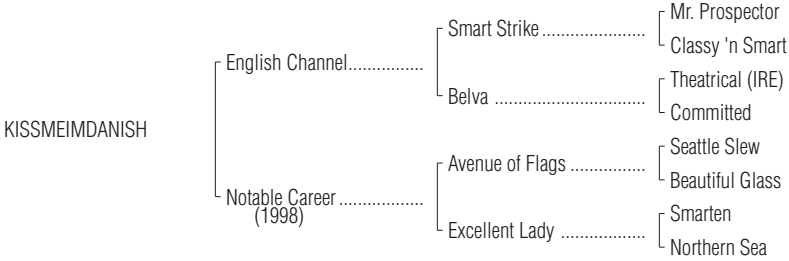 Mr. Prospector
Smart Strike ......................
Classy 'n Smart
English Channel................
Theatrical (IRE)
Belva ................................
Committed
KISSMEIMDANISH
Seattle Slew
Avenue of Flags ................
Beautiful Glass
Notable Career ..................
(1998)
Smarten
Excellent Lady ..................
Northern Sea